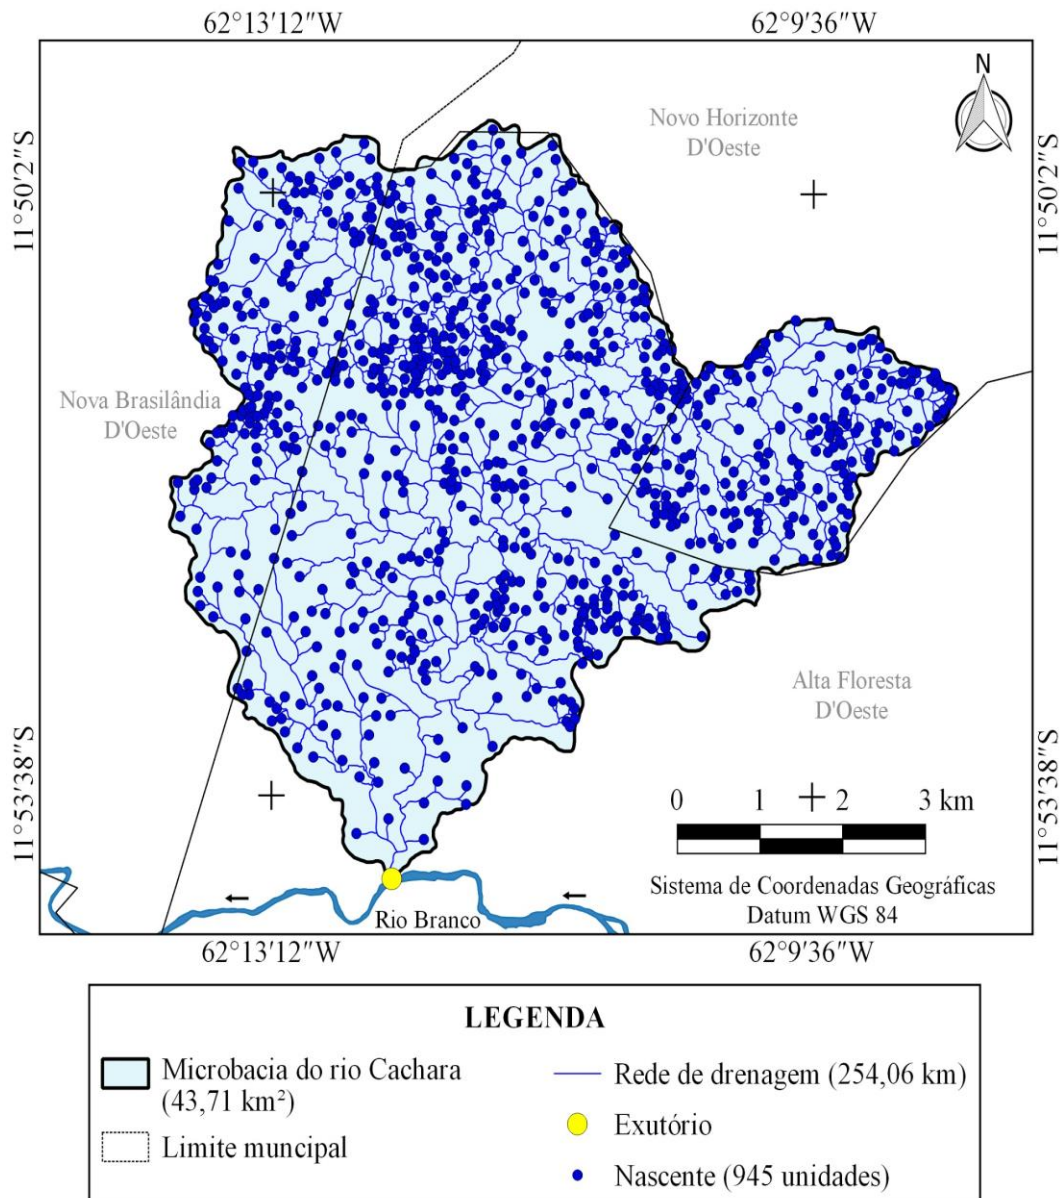 62°13'12"W
62°9'36"W
N
Novo Horizonte
D'Oeste
11°50'2"S
11°50'2"S
Nova Brasilândia
D'Oeste
Alta Floresta
D'Oeste
11°53'38"S
11°53'38"S
0 1 2 3 km
Sistema de Coordenadas Geográficas
Datum WGS 84
Rio Branco
62°13'12"W
62°9'36"W
LEGENDA
Microbacia do rio Cachara
(43,71 km²)
Limite muncipal
Rede de drenagem (254,06 km)
Exutório
Nascente (945 unidades)